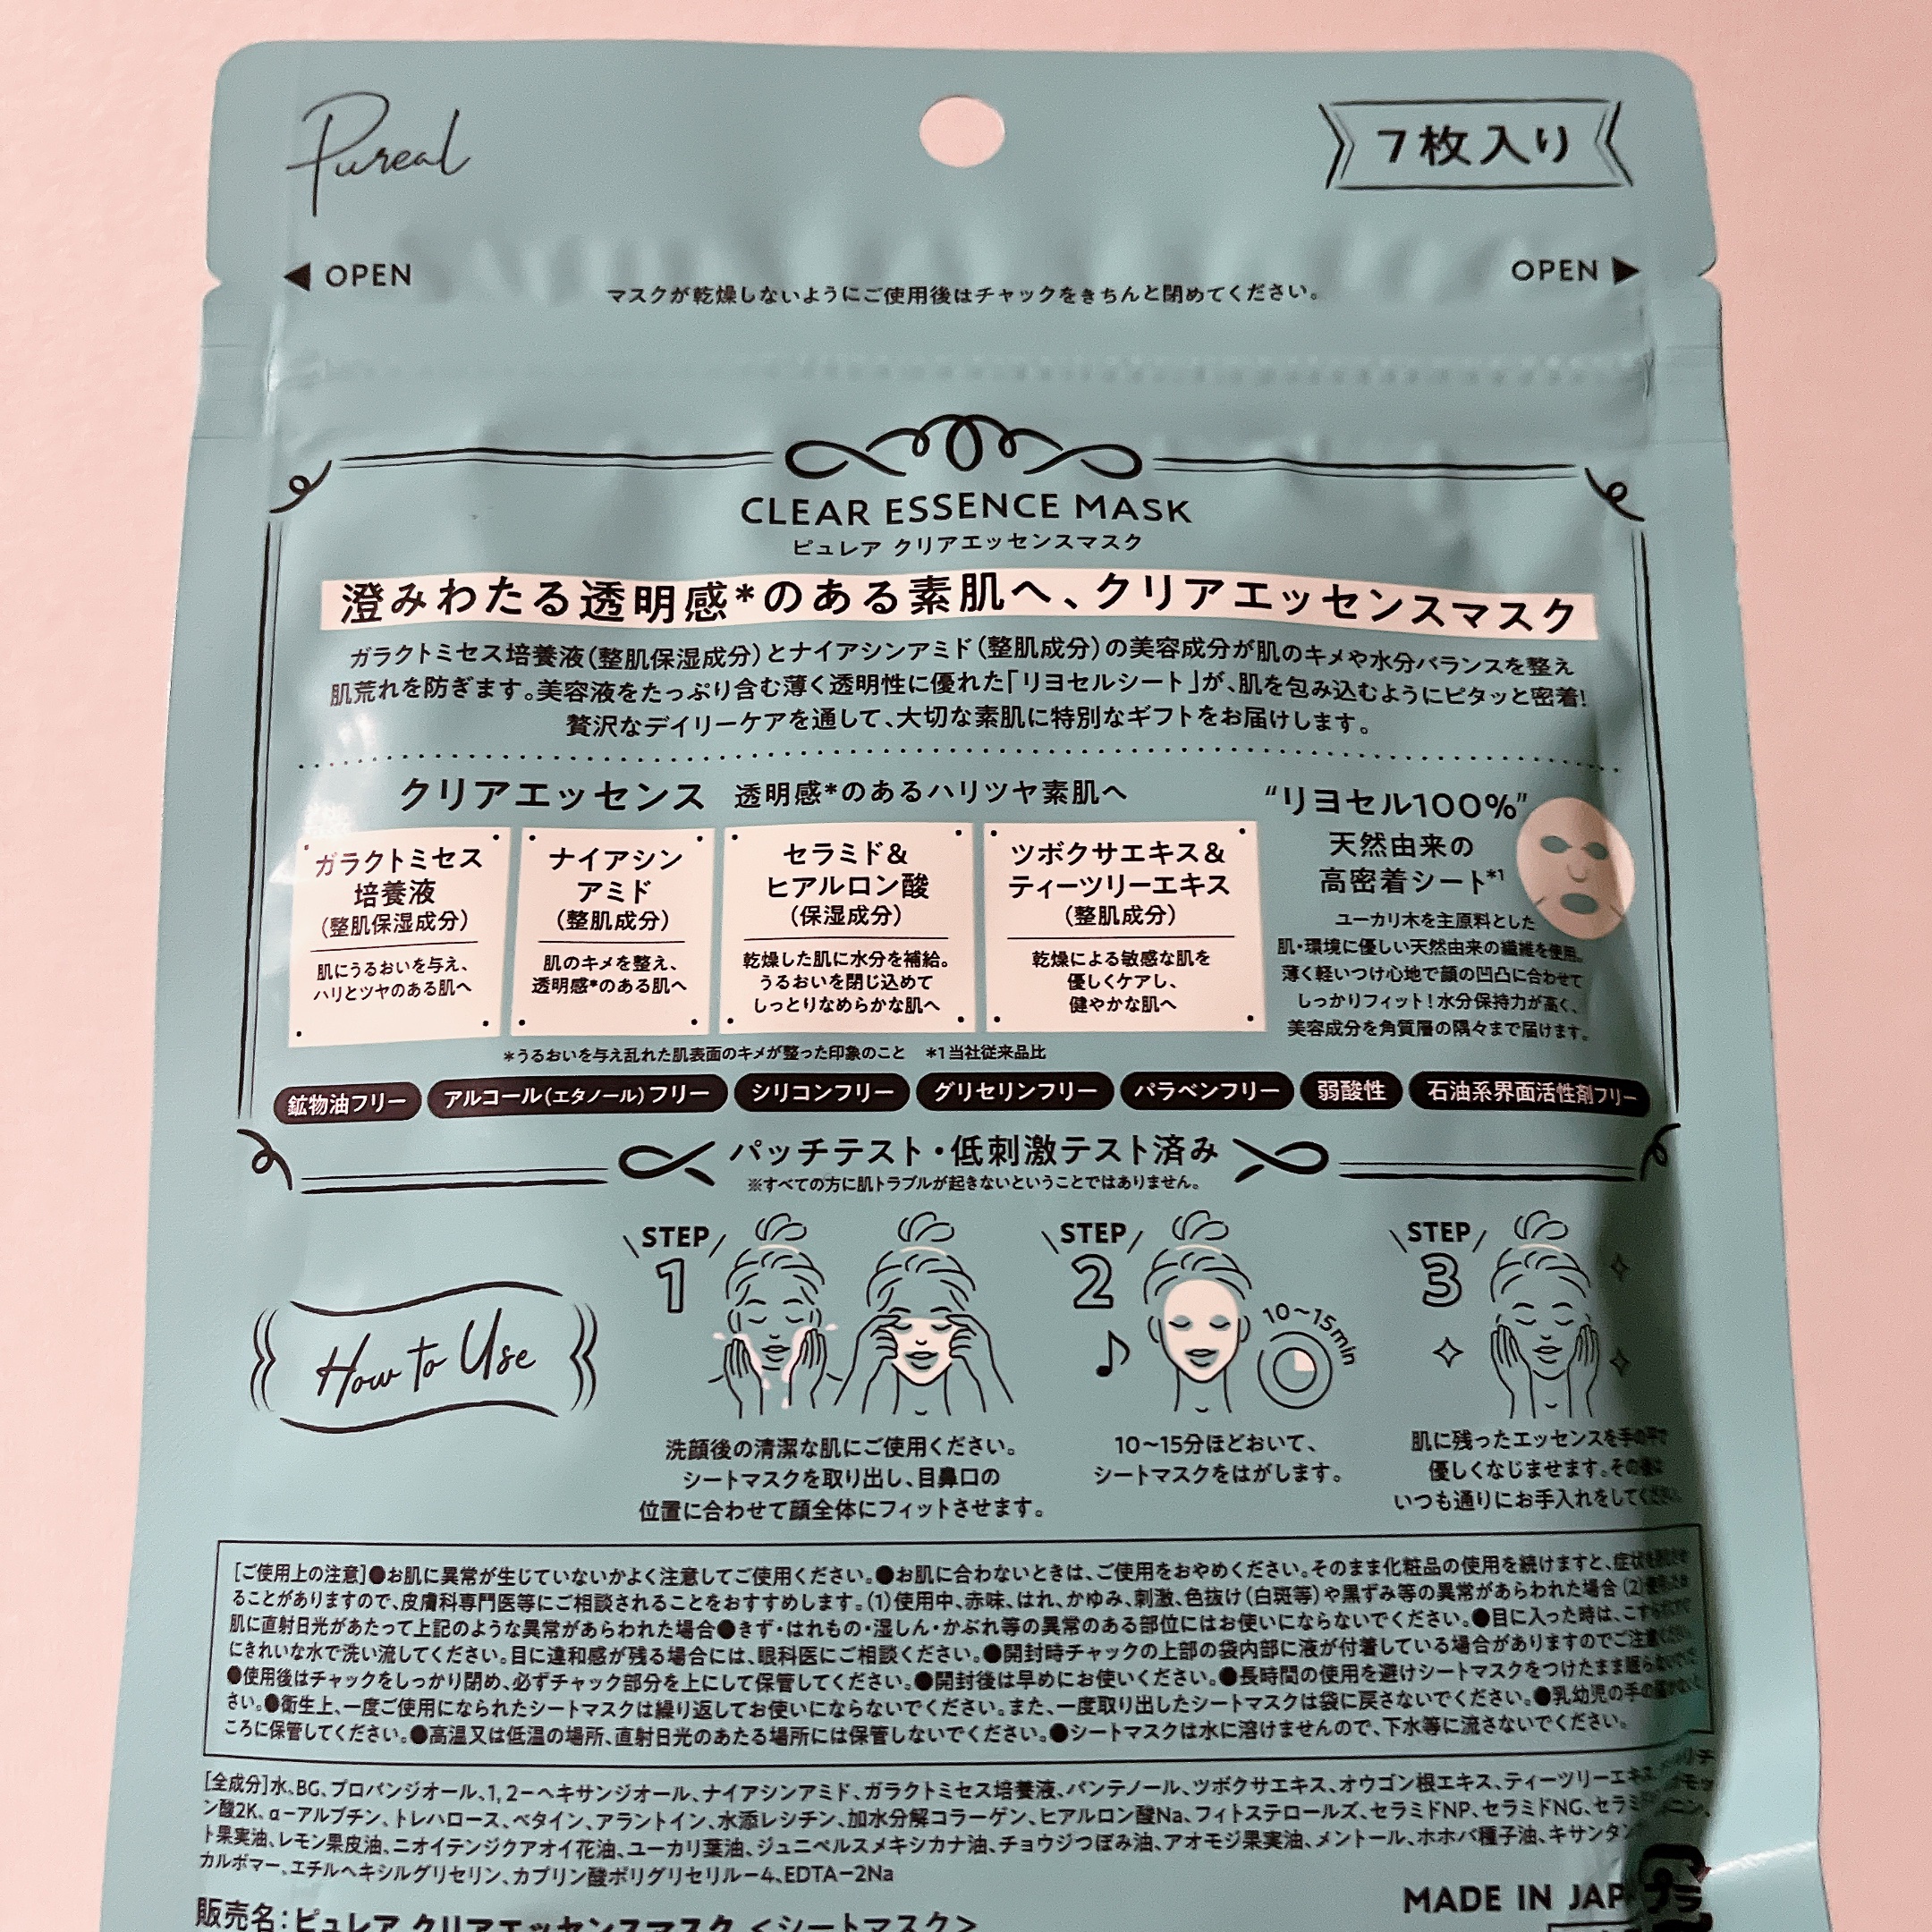 Pureal
7枚入り
◀ OPEN
OPEN ▶
マスクが乾燥しないようにご使用後はチャックをきちんと閉めてください。
CLEAR ESSENCE MASK
ピュレア クリアエッセンスマスク
澄みわたる透明感*のある素肌へ、クリアエッセンスマスク
ガラクトミセス培養液(整肌保湿成分)とナイアシンアミド(整肌成分)の美容成分が肌のキメや水分バランスを整え
肌荒れを防ぎます。美容液をたっぷり含む薄く透明性に優れた「リヨセルシート」が、肌を包み込むようにピタッと密着!
贅沢なデイリーケアを通して、大切な素肌に特別なギフトをお届けします。
クリアエッセンス 透明感*のあるハリツヤ素肌へ
ガラクトミセス
培養液
(整肌保湿成分)
肌にうるおいを与え、
ハリとツヤのある肌へ
ナイアシン
アミド
(整肌成分)
肌のキメを整え、
透明感*のある肌へ
セラミド&
ヒアルロン酸
(保湿成分)
乾燥した肌に水分を補給。
うるおいを閉じ込めて
しっとりなめらかな肌へ
ツボクサエキス&
ティーツリーエキス
(整肌成分)
乾燥による敏感な肌を
優しくケアし、
健やかな肌へ
“リヨセル100%”
天然由来の
高密着シート*1
ユーカリ木を主原料とした
肌・環境に優しい天然由来の繊維を使用。
薄く軽いつけ心地で顔の凹凸に合わせて
しっかりフィット!水分保持力が高く、
美容成分を角質層の隅々まで届けます。
*うるおいを与え乱れた肌表面のキメが整った印象のこと *1当社従来品比
鉱物油フリー アルコール(エタノール)フリー シリコンフリー グリセリンフリー パラベンフリー 弱酸性 石油系界面活性剤フリー
パッチテスト・低刺激テスト済み
※すべての方に肌トラブルが起きないということではありません。
How to Use
STEP
1
洗顔後の清潔な肌にご使用ください。
シートマスクを取り出し、目鼻口の
位置に合わせて顔全体にフィットさせます。
STEP
2
10~15min
10~15分ほどおいて、
シートマスクをはがします。
STEP
3
肌に残ったエッセンスを手の平で
優しくなじませます。その後は
いつも通りにお手入れをしてください。
[ご使用上の注意]●お肌に異常が生じていないかよく注意してご使用ください。●お肌に合わないときは、ご使用をおやめください。そのまま化粧品の使用を続けますと、症状を
ることがありますので、皮膚科専門医等にご相談されることをおすすめします。(1)使用中、赤味、はれ、かゆみ、刺激、色抜け(白斑等)や黒ずみ等の異常があらわれた場合(2)
肌に直射日光があたって上記のような異常があらわれた場合●きず・はれもの・湿しん・かぶれ等の異常のある部位にはお使いにならないでください。●目に入った時は、こす
にきれいな水で洗い流してください。目に違和感が残る場合には、眼科医にご相談ください。●開封時チャックの上部の袋内部に液が付着している場合がありますのでご注意ください。
●使用後はチャックをしっかり閉め、必ずチャック部分を上にして保管してください。●開封後は早めにお使いください。●長時間の使用を避けシートマスクをつけたまま眠らないでくだ
さい。●衛生上、一度ご使用になられたシートマスクは繰り返してお使いにならないでください。また、一度取り出したシートマスクは袋に戻さないでください。●乳幼児の手の届かないと
ころに保管してください。●高温又は低温の場所、直射日光のあたる場所には保管しないでください。●シートマスクは水に溶けませんので、下水等に流さないでください。
[全成分]水、BG、プロパンジオール、1,2-ヘキサンジオール、ナイアシンアミド、ガラクトミセス培養液、パンテノール、ツボクサエキス、オウゴン根エキス、ティーツリーエキス
ン酸2K、α-アルブチン、トレハロース、ベタイン、アラントイン、水添レシチン、加水分解コラーゲン、ヒアルロン酸Na、フィトステロールズ、セラミドNP、セラミドNG、セラミ
ト果実油、レモン果皮油、ニオイテンジクアオイ花油、ユーカリ葉油、ジュニペルスメキシカナ油、チョウジつぼみ油、アオモジ果実油、メントール、ホホバ種子油、キサンタン
カルボマー、エチルヘキシルグリセリン、カプリン酸ポリグリセリル-4、EDTA-2Na
MADE IN JAP
プラ
販売名:ピュレア クリアエッセンスマスク <シートマスク>